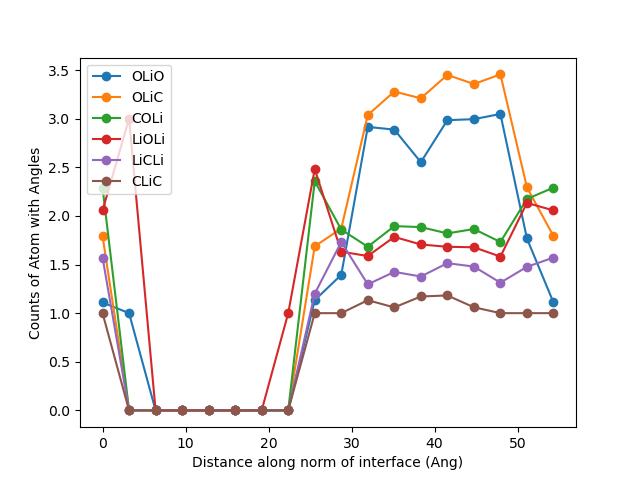 3.5
3.0
2.5
2.0
1.5
1.0
0.5
0.0
Counts of Atom with Angles
OLiO
OLiC
COLi
LiOLi
LiCLi
CLiC
0
10
20
30
40
50
Distance along norm of interface (Ang)